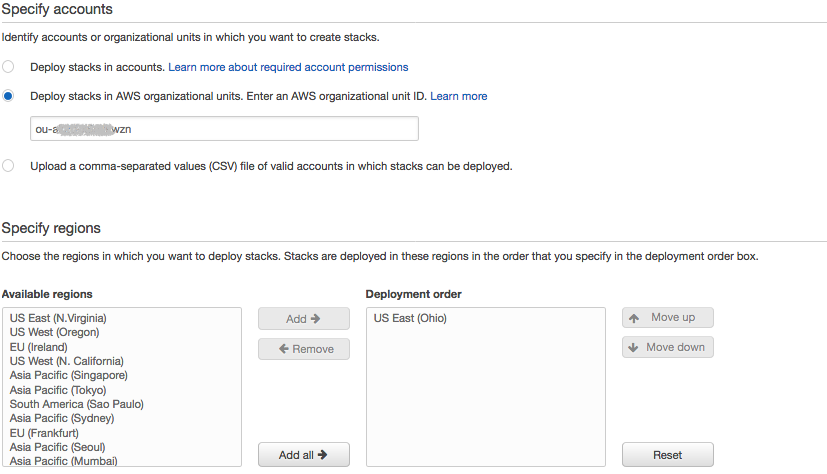 Specify accounts
Identify accounts or organizational units in which you want to create stacks.
Deploy stacks in accounts. Learn more about required account permissions
Deploy stacks in AWS organizational units. Enter an AWS organizational unit ID. Learn more
ou-a wzn
Upload a comma-separated values (CSV) file of valid accounts in which stacks can be deployed.
Specify regions
Choose the regions in which you want to deploy stacks. Stacks are deployed in these regions in the order that you specify in the deployment order box.
Available regions
US East (N.Virginia)
US West (Oregon)
EU (Ireland)
US West (N. California)
Asia Pacific (Singapore)
Asia Pacific (Tokyo)
South America (Sao Paulo)
Asia Pacific (Sydney)
EU (Frankfurt)
Asia Pacific (Seoul)
Asia Pacific (Mumbai)
Add →
← Remove
Add all →
Deployment order
US East (Ohio)
↑ Move up
↓ Move down
Reset